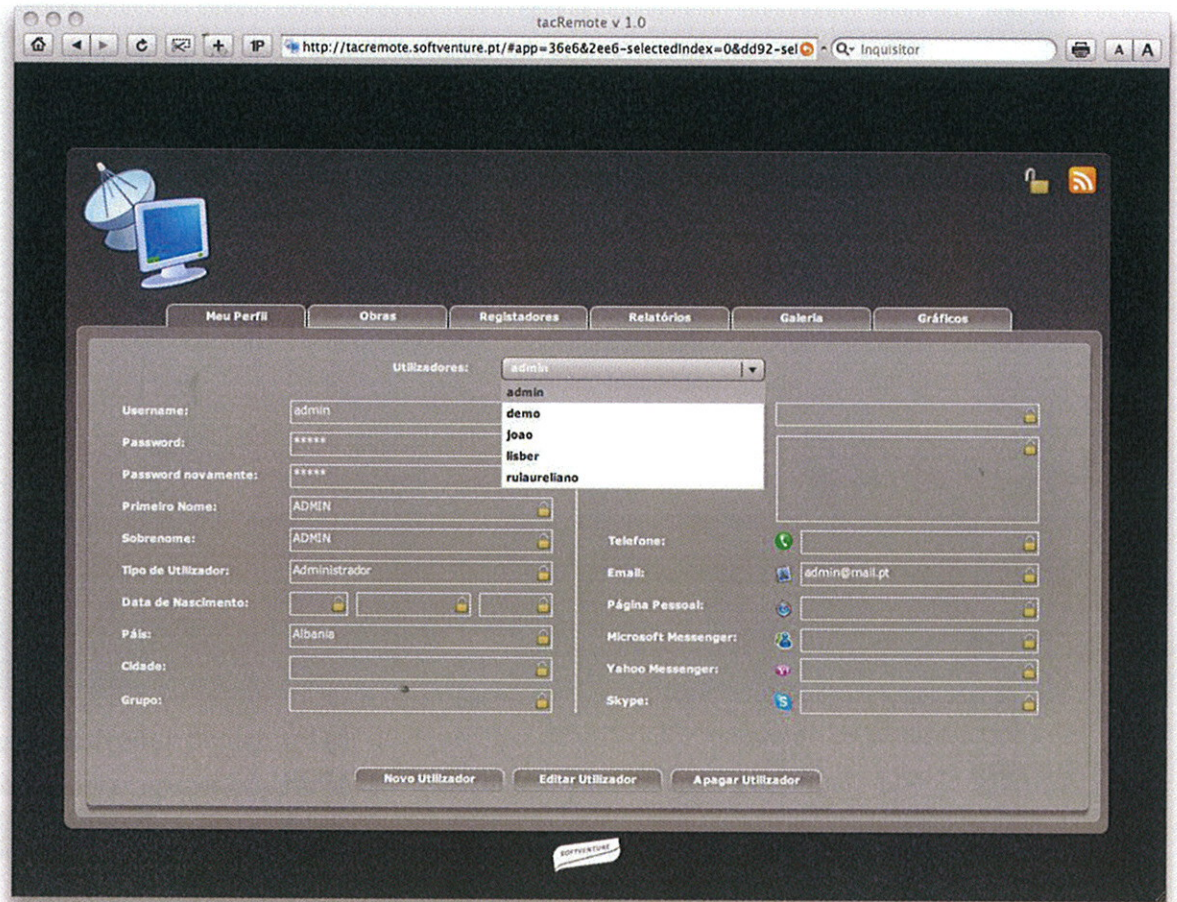 tacRemote v 1.0
1P http://tacremote.softventure.pt/#app=36e6&2ee6-selectedIndex=0&dd92-sel Inquisitor A A
Meu Perfil Obras Registadores Relatórios Galeria Gráficos
Utilizadores: admin
admin
demo
joao
lisber
rulaureliano
Username: admin
Password: *****
Password novamente: *****
Primeiro Nome: ADMIN
Sobrenome: ADMIN
Tipo de Utilizador: Administrador
Data de Nascimento:
Páis: Albania
Cidade:
Grupo:
Telefone:
Email: admin@mail.pt
Página Pessoal:
Microsoft Messenger:
Yahoo Messenger:
Skype:
Novo Utilizador Editar Utilizador Apagar Utilizador
SOFTVENTURE